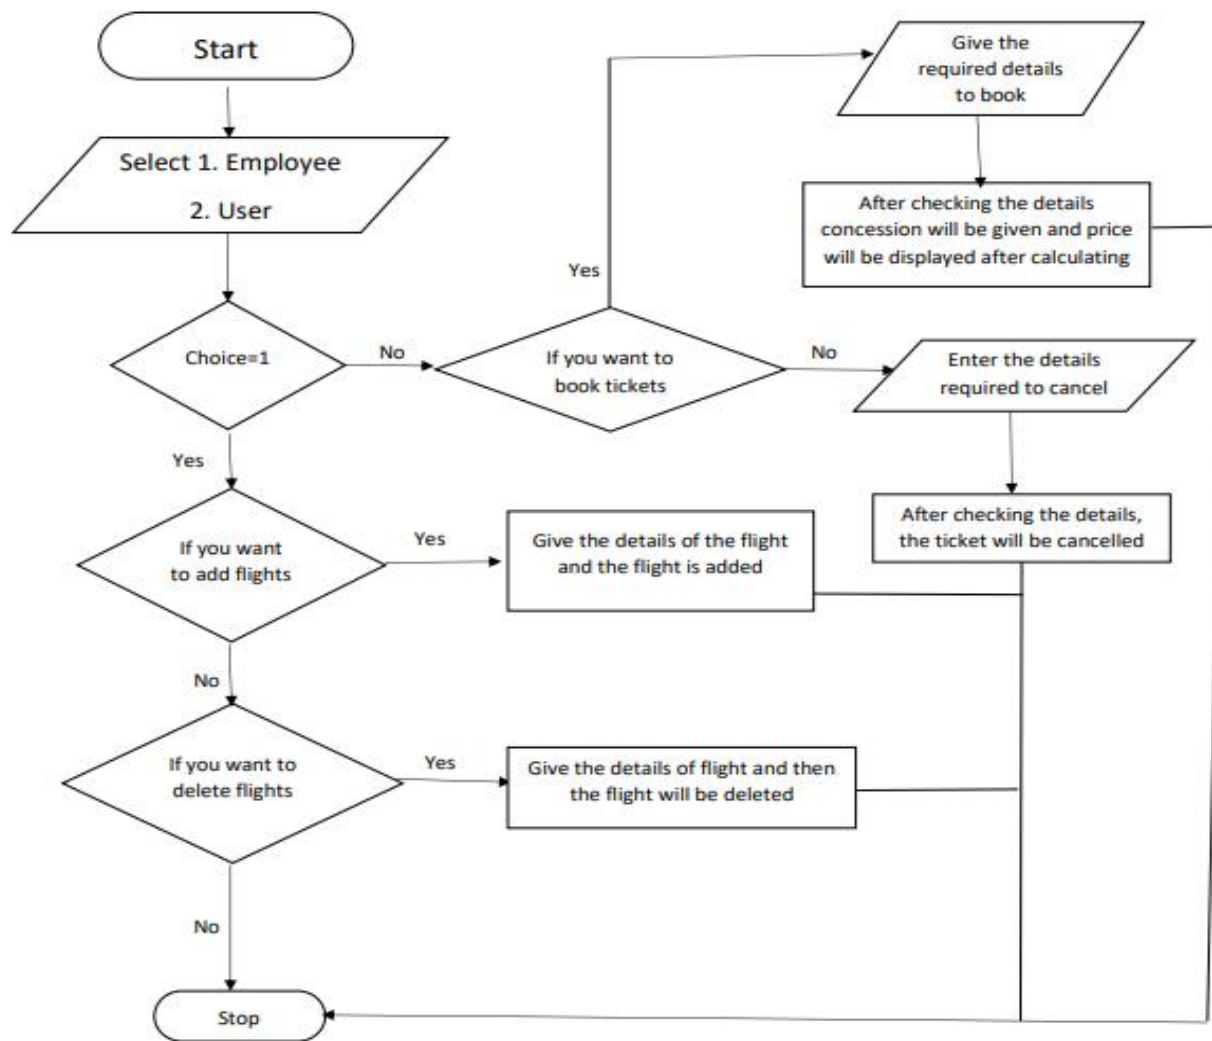 Start
Give the
required details
to book
Select 1. Employee
2. User
After checking the details
concession will be given and price
will be displayed after calculating
Yes
Choice=1
No
If you want to
book tickets
No
Enter the details
required to cancel
Yes
After checking the details,
the ticket will be cancelled
If you want
to add flights
Yes
Give the details of the flight
and the flight is added
No
If you want to
delete flights
Yes
Give the details of flight and then
the flight will be deleted
No
Stop